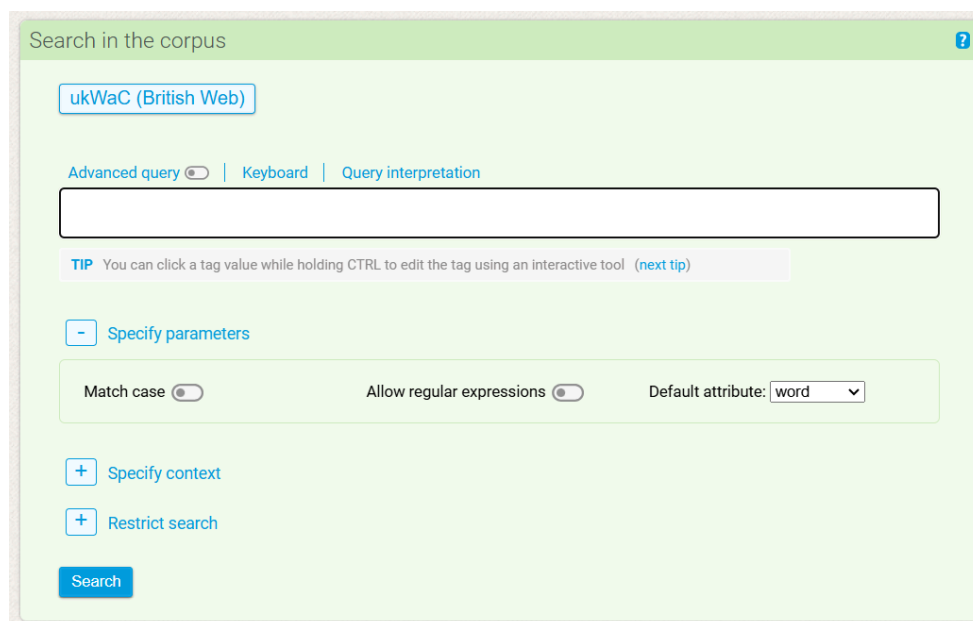 Search in the corpus ?
ukWaC (British Web)
Advanced query | Keyboard | Query interpretation
TIP You can click a tag value while holding CTRL to edit the tag using an interactive tool (next tip)
- Specify parameters
Match case Allow regular expressions Default attribute: word
+ Specify context
+ Restrict search
Search